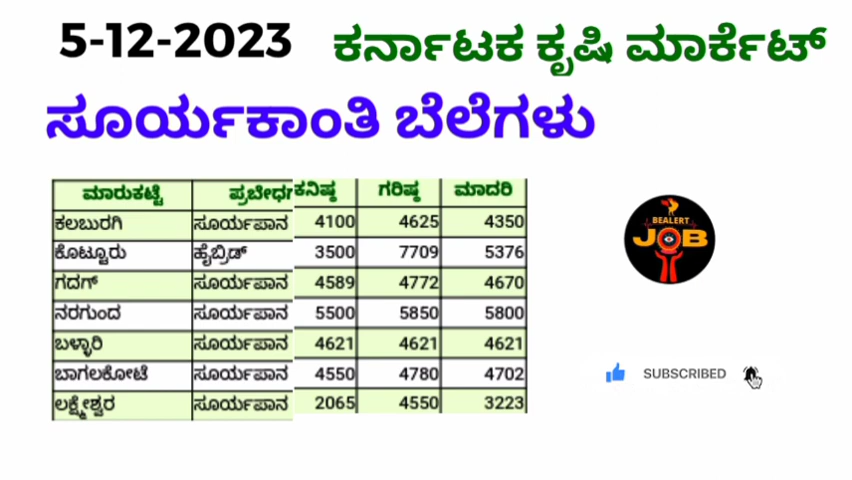 5-12-2023 ಕರ್ನಾಟಕ ಕೃಷಿ ಮಾರ್ಕೆಟ್
ಸೂರ್ಯಕಾಂತಿ ಬೆಲೆಗಳು
ಮಾರುಕಟ್ಟೆ ಪ್ರಬೇಧಗ ಕನಿಷ್ಠ ಗರಿಷ್ಠ ಮಾದರಿ
ಕಲಬುರಗಿ ಸೂರ್ಯಪಾನ 4100 4625 4350
ಕೊಟ್ಟೂರು ಹೈಬ್ರಿಡ್ 3500 7709 5376
ಗದಗ್ ಸೂರ್ಯಪಾನ 4589 4772 4670
ನರಗುಂದ ಸೂರ್ಯಪಾನ 5500 5850 5800
ಬಳ್ಳಾರಿ ಸೂರ್ಯಪಾನ 4621 4621 4621
ಬಾಗಲಕೋಟೆ ಸೂರ್ಯಪಾನ 4550 4780 4702
ಲಕ್ಷ್ಮೇಶ್ವರ ಸೂರ್ಯಪಾನ 2065 4550 3223
BEALERT
JOB
SUBSCRIBED